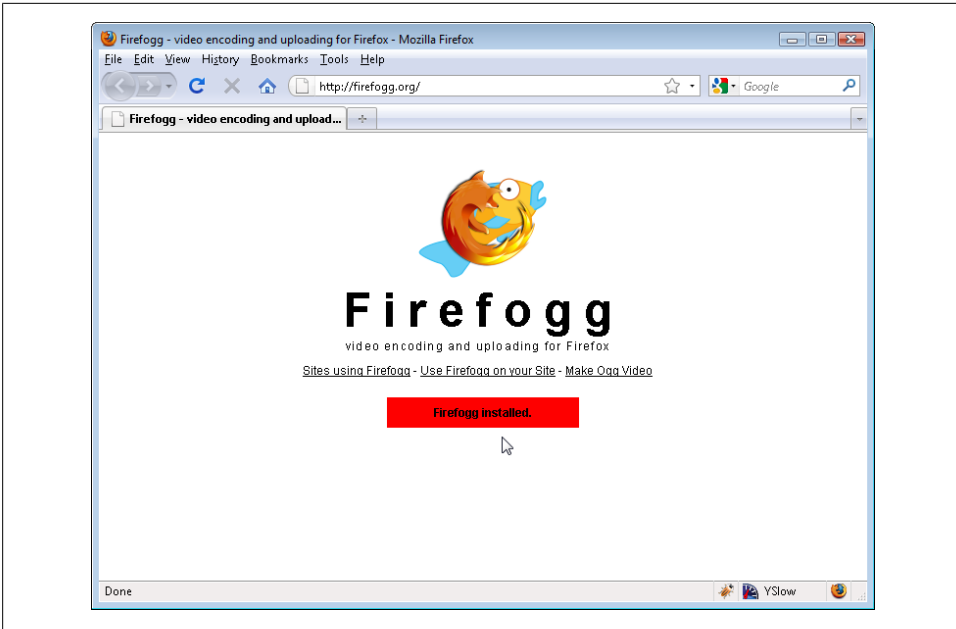 Firefogg - video encoding and uploading for Firefox - Mozilla Firefox
File Edit View History Bookmarks Tools Help
http://firefogg.org/ Google
Firefogg - video encoding and upload...
Firefogg
video encoding and uploading for Firefox
Sites using Firefogg - Use Firefogg on your Site - Make Ogg Video
Firefogg installed.
Done YSlow